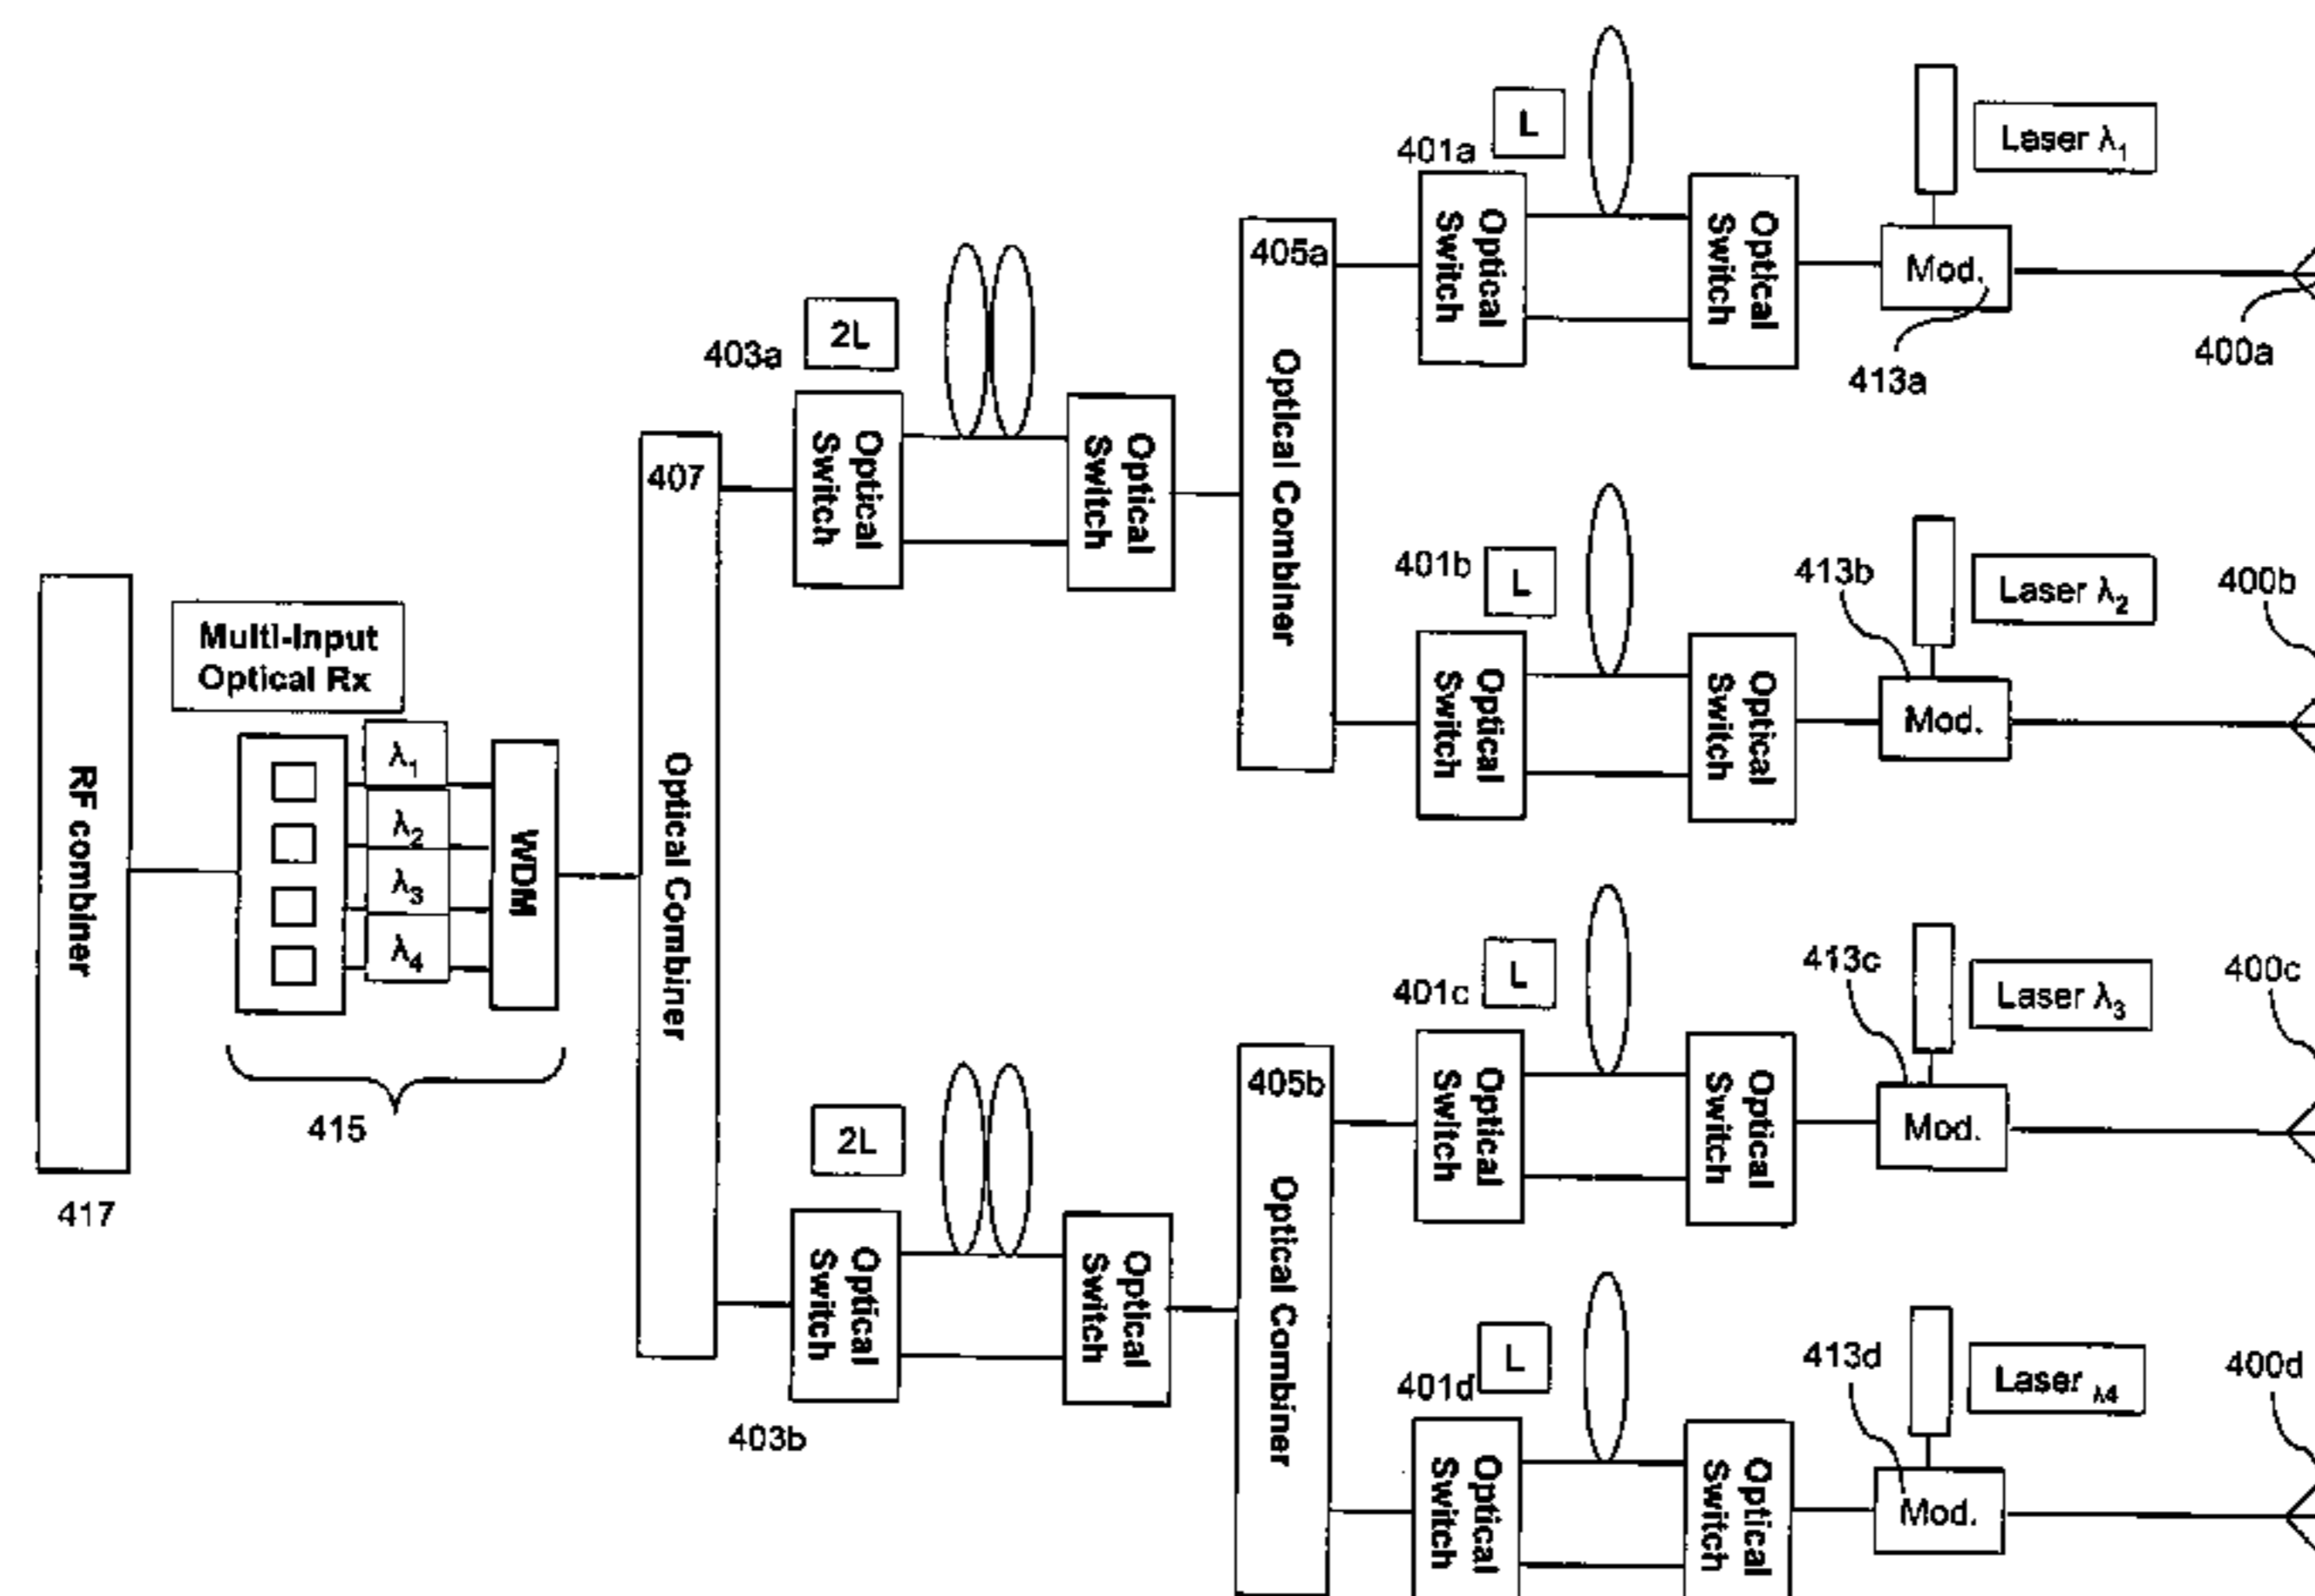 L
401a
Laser λ1
Optical Switch
Optical Switch
405a
Mod.
400a
413a
2L
403a
Optical Combiner
407
Optical Switch
Optical Switch
401b
L
413b
Laser λ2
400b
Multi-Input
Optical Rx
Optical Switch
Optical Switch
Mod.
λ1
λ2
λ3
λ4
RF combiner
WDM
Optical Combiner
401c
L
413c
Laser λ3
400c
415
417
2L
405b
Optical Switch
Optical Switch
Mod.
Optical Switch
Optical Switch
403b
Optical Combiner
401d
L
413d
Laser λ4
400d
Optical Switch
Optical Switch
Mod.